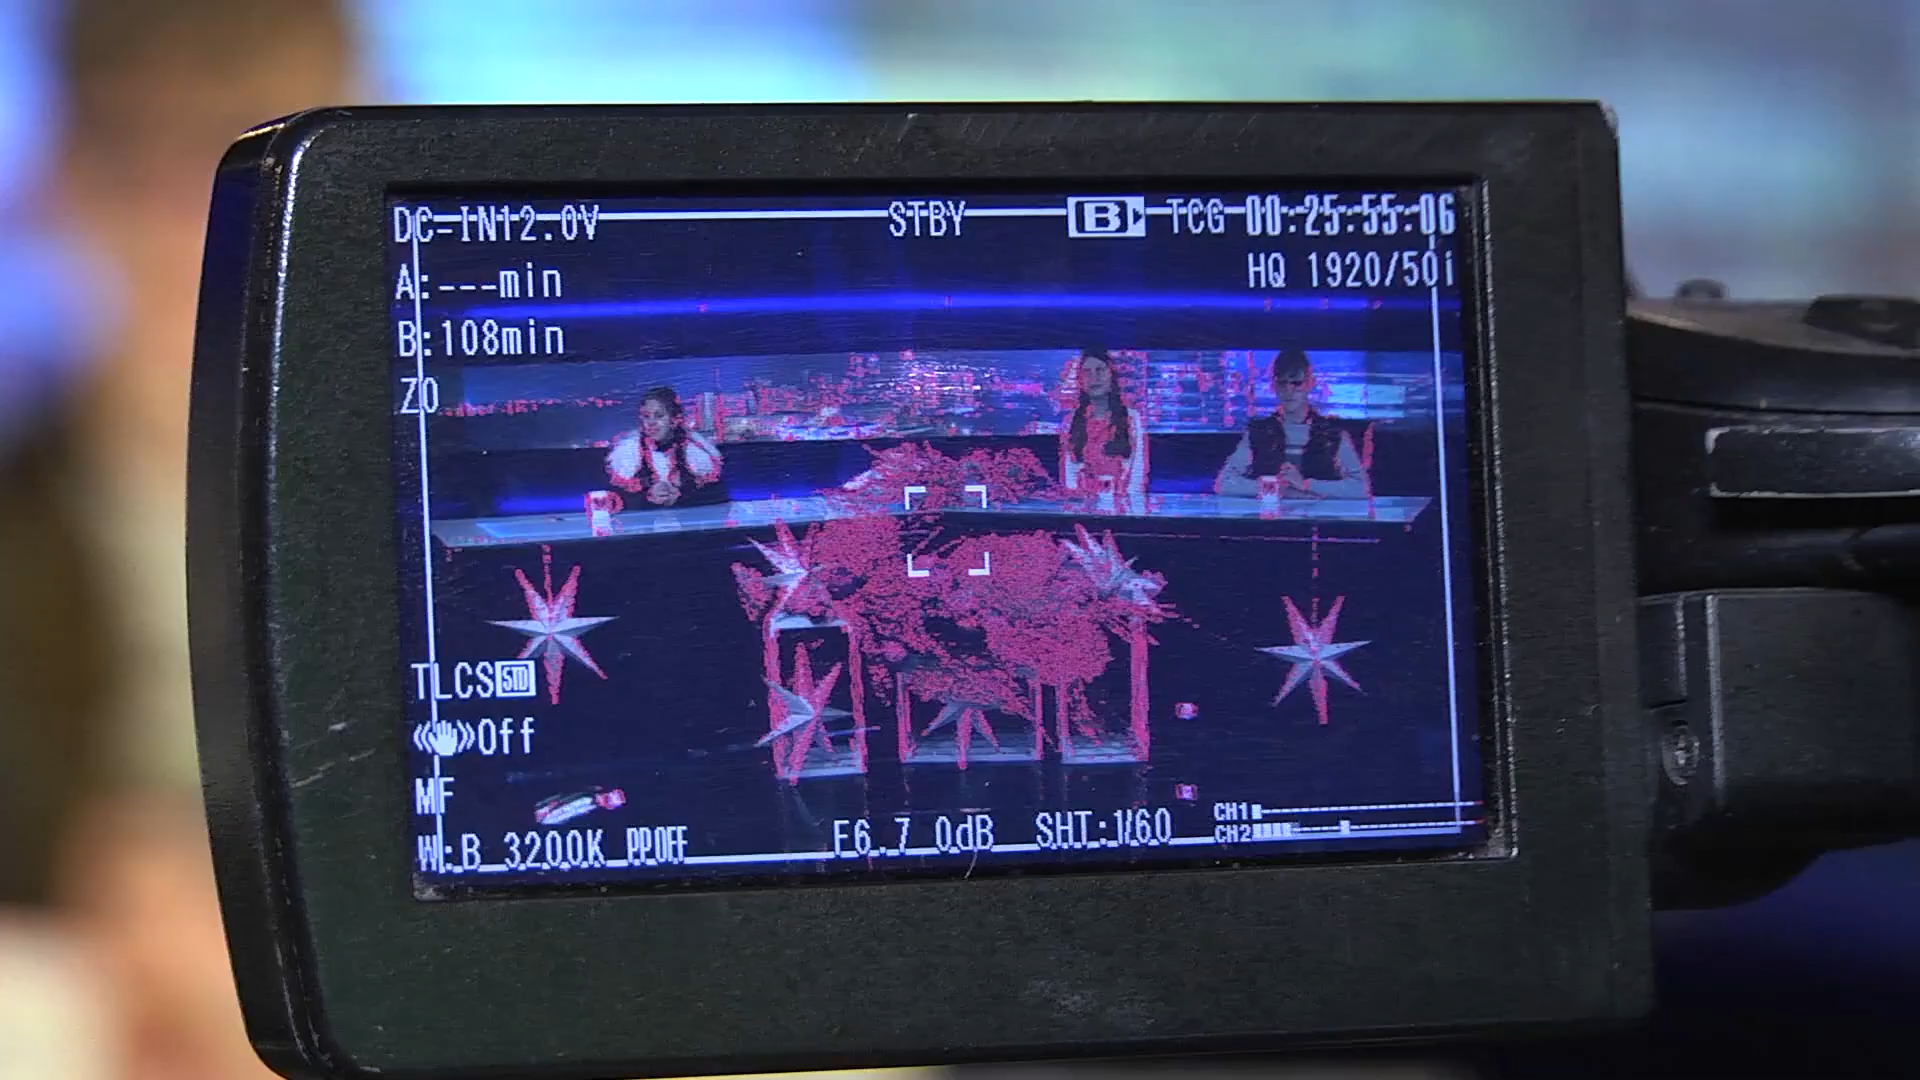 DC-IN12.0V STBY B TCG 00:25:55:06
A:---min HQ 1920/50i
B:108min
Z0
TLCS STD
Off
MF
W:B 3200K PPOFF F6.7 0dB SHT:1/60 CH1
CH2